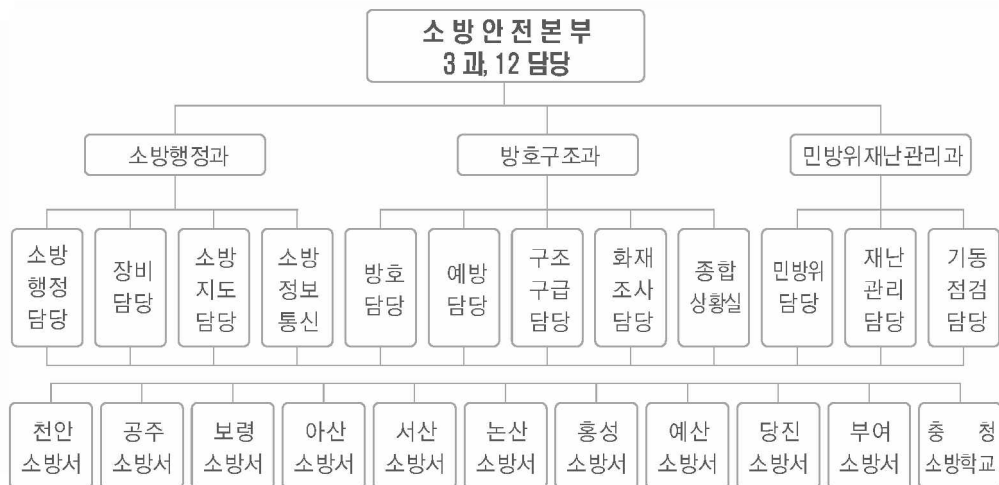 소방안전본부
3과, 12담당
소방행정과
방호구조과
민방위재난관리과
소방
행정
담당
장비
담당
소방
지도
담당
소방
정보
통신
방호
담당
예방
담당
구조
구급
담당
화재
조사
담당
종합
상황실
민방위
담당
재난
관리
담당
기동
점검
담당
천안
소방서
공주
소방서
보령
소방서
아산
소방서
서산
소방서
논산
소방서
홍성
소방서
예산
소방서
당진
소방서
부여
소방서
충 청
소방학교